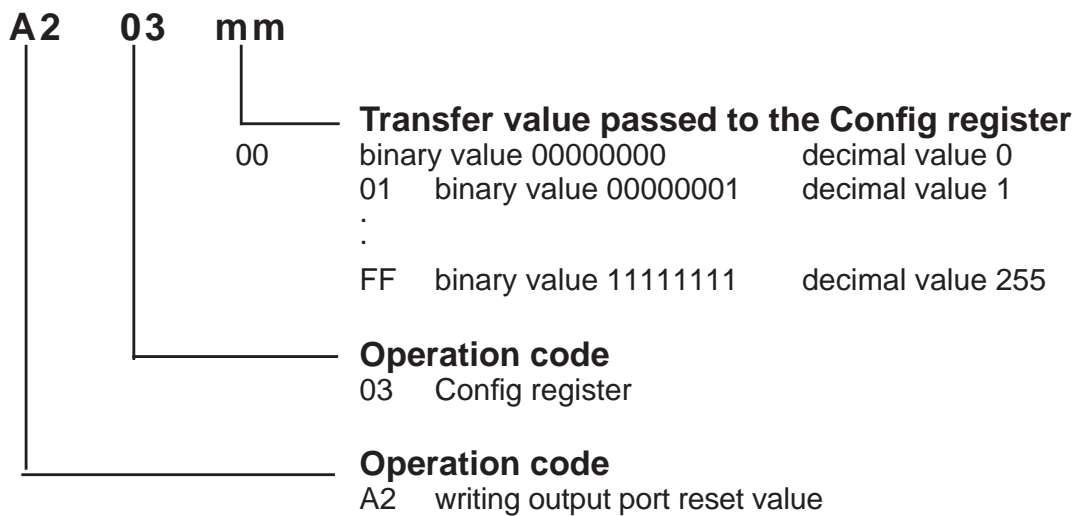 A2 03 mm
Transfer value passed to the Config register
00 binary value 00000000 decimal value 0
01 binary value 00000001 decimal value 1
.
.
FF binary value 11111111 decimal value 255
Operation code
03 Config register
Operation code
A2 writing output port reset value